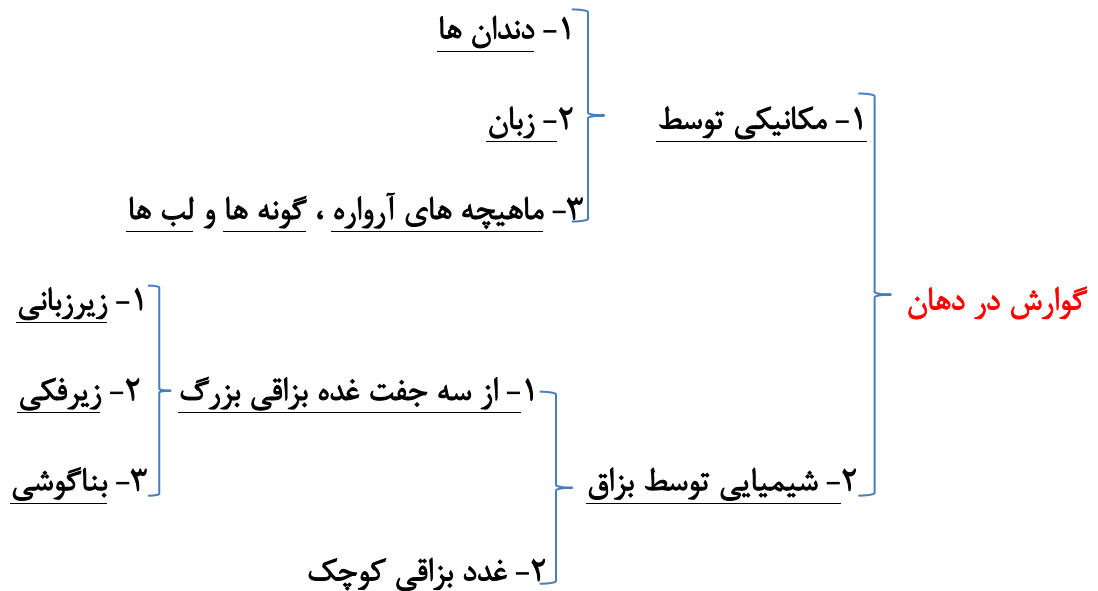 گوارش در دهان
۱- مکانیکی توسط
۱- دندان ها
۲- زبان
۳- ماهیچه های آرواره ، گونه ها و لب ها
۲- شیمیایی توسط بزاق
۱- از سه جفت غده بزاقی بزرگ
۱- زیرزبانی
۲- زیرفکی
۳- بناگوشی
۲- غدد بزاقی کوچک